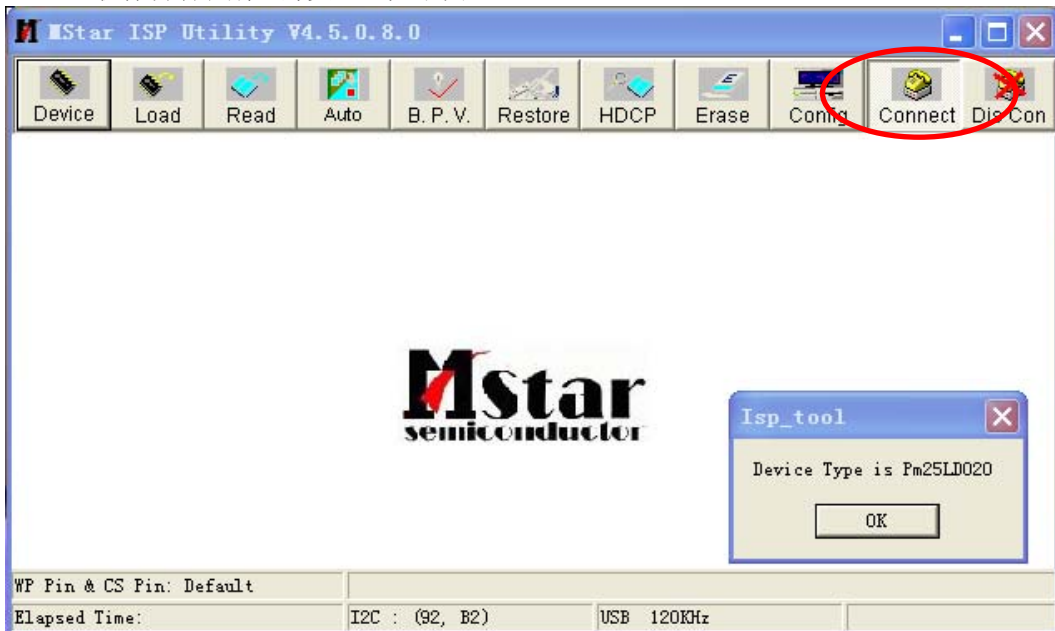 MStar ISP Utility V4.5.0.8.0
Device Load Read Auto B.P.V. Restore HDCP Erase Config Connect Dis Con
Mstar
semiconductor
Isp_tool
Device Type is Pm25LD020
OK
WP Pin & CS Pin: Default
Elapsed Time: I2C : (92, B2) USB 120KHz